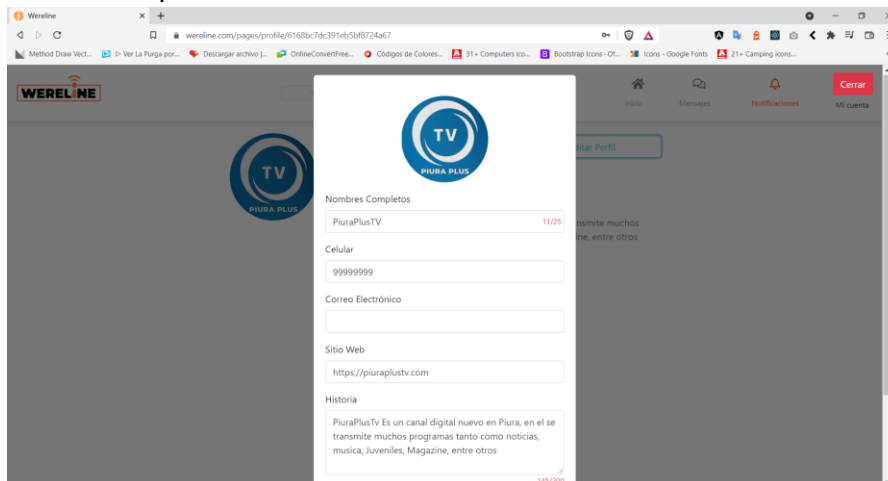 Wereline
wereline.com/pages/profile/6168bc7dc391eb5bf8724a67
Method Draw Vect...
Ver La Purga por...
Descargar archivo |...
OnlineConvertFree...
Códigos de Colores...
31+ Computers ico...
Bootstrap Icons · Of...
Icons - Google Fonts
21+ Camping icons...
WERELINE
Inicio
Mensajes
Notificaciones
Cerrar
Mi cuenta
TV
PIURA PLUS
ditar Perfil
nsmite muchos
ine, entre otros
TV
PIURA PLUS
Nombres Completos
PiuraPlusTV 11/25
Celular
99999999
Correo Electrónico
Sitio Web
https://piuraplustv.com
Historia
PiuraPlusTv Es un canal digital nuevo en Piura, en el se
transmite muchos programas tanto como noticias,
musica, Juveniles, Magazine, entre otros
145/200